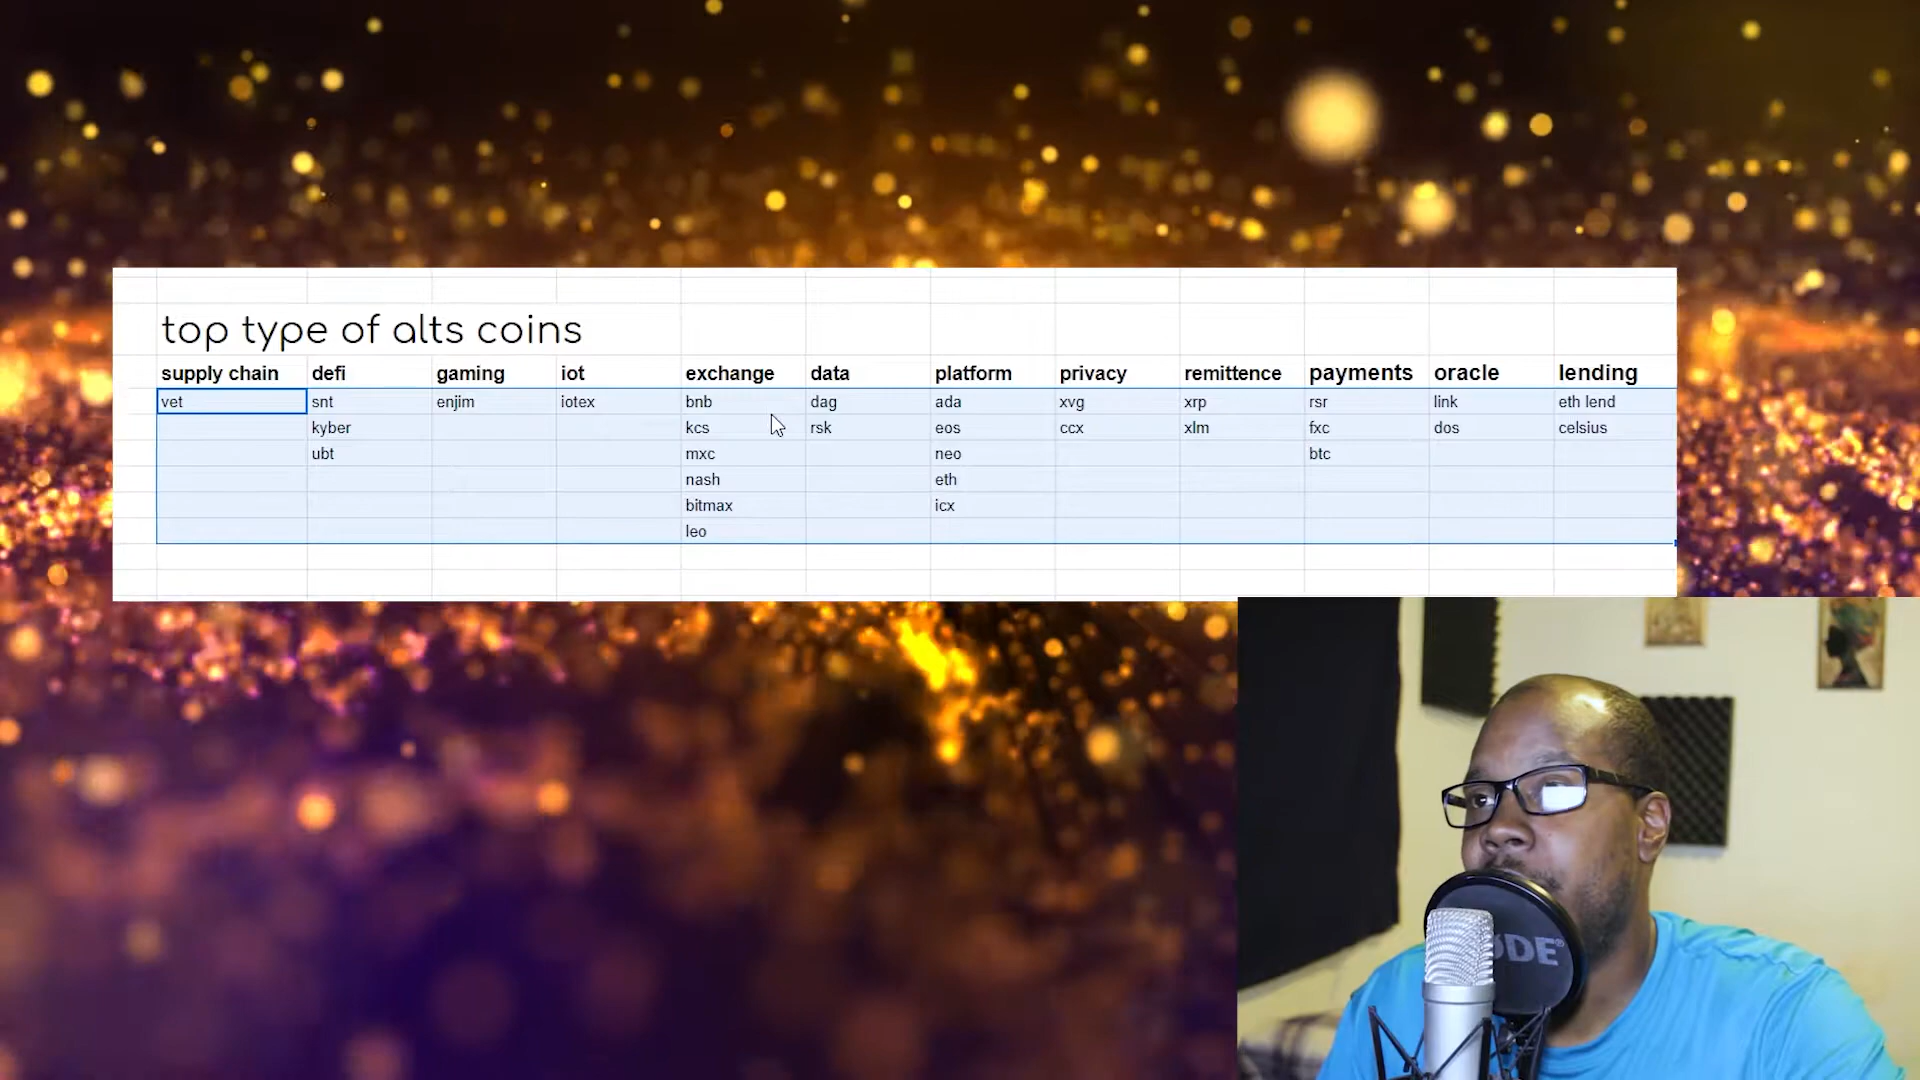 top type of alts coins
supply chain defi gaming iot exchange data platform privacy remittence payments oracle lending
vet snt enjim iotex bnb dag ada xvg xrp rsr link eth lend
kyber kcs rsk eos ccx xlm fxc dos celsius
ubt mxc neo btc
nash eth
bitmax icx
leo
ODE